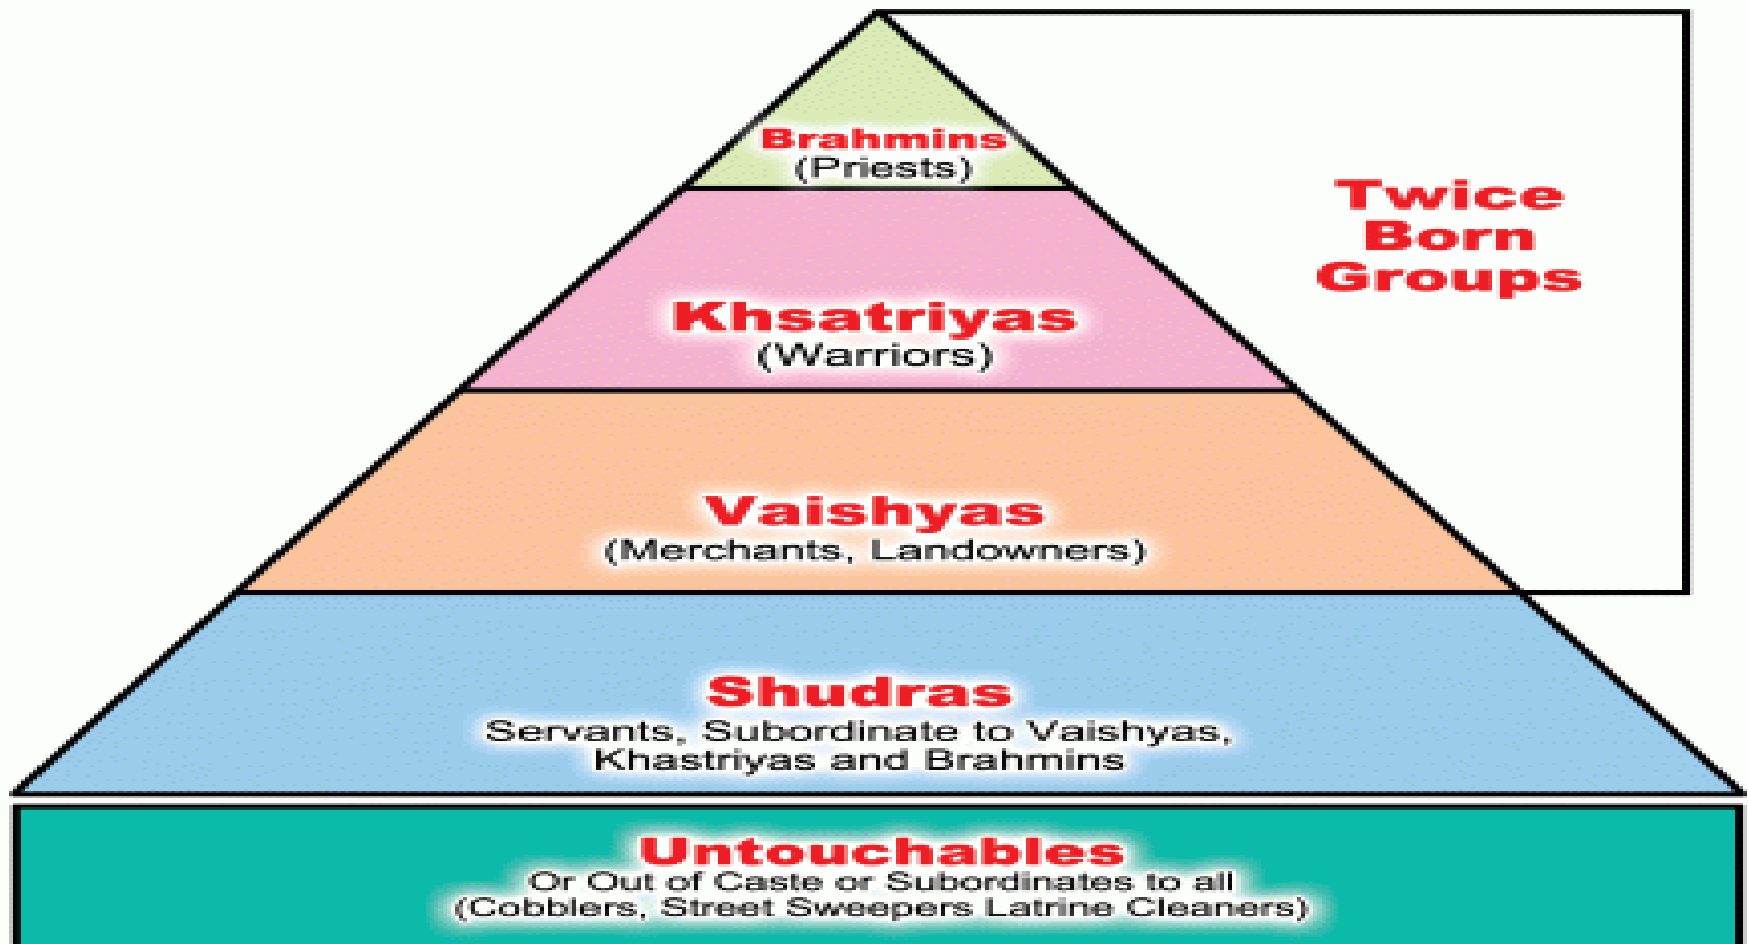 Brahmins
(Priests)
Twice
Born
Groups
Khsatriyas
(Warriors)
Vaishyas
(Merchants, Landowners)
Shudras
Servants, Subordinate to Vaishyas,
Khastriyas and Brahmins
Untouchables
Or Out of Caste or Subordinates to all
(Cobblers, Street Sweepers Latrine Cleaners)